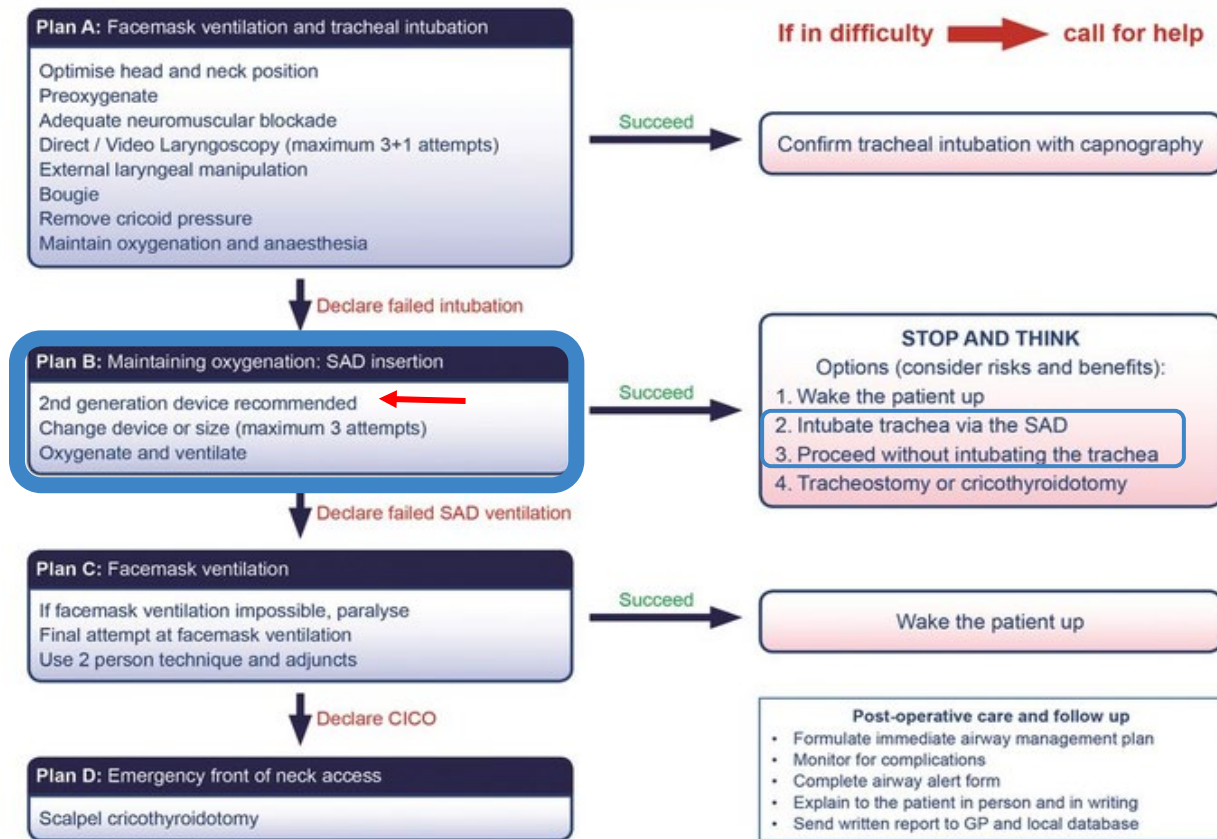 Plan A: Facemask ventilation and tracheal intubation
Optimise head and neck position
Preoxygenate
Adequate neuromuscular blockade
Direct / Video Laryngoscopy (maximum 3+1 attempts)
External laryngeal manipulation
Bougie
Remove cricoid pressure
Maintain oxygenation and anaesthesia
If in difficulty call for help
Succeed
Confirm tracheal intubation with capnography
Declare failed intubation
Plan B: Maintaining oxygenation: SAD insertion
2nd generation device recommended
Change device or size (maximum 3 attempts)
Oxygenate and ventilate
Succeed
STOP AND THINK
Options (consider risks and benefits):
1. Wake the patient up
2. Intubate trachea via the SAD
3. Proceed without intubating the trachea
4. Tracheostomy or cricothyroidotomy
Declare failed SAD ventilation
Plan C: Facemask ventilation
If facemask ventilation impossible, paralyse
Final attempt at facemask ventilation
Use 2 person technique and adjuncts
Succeed
Wake the patient up
Declare CICO
Plan D: Emergency front of neck access
Scalpel cricothyroidotomy
Post-operative care and follow up
• Formulate immediate airway management plan
• Monitor for complications
• Complete airway alert form
• Explain to the patient in person and in writing
• Send written report to GP and local database